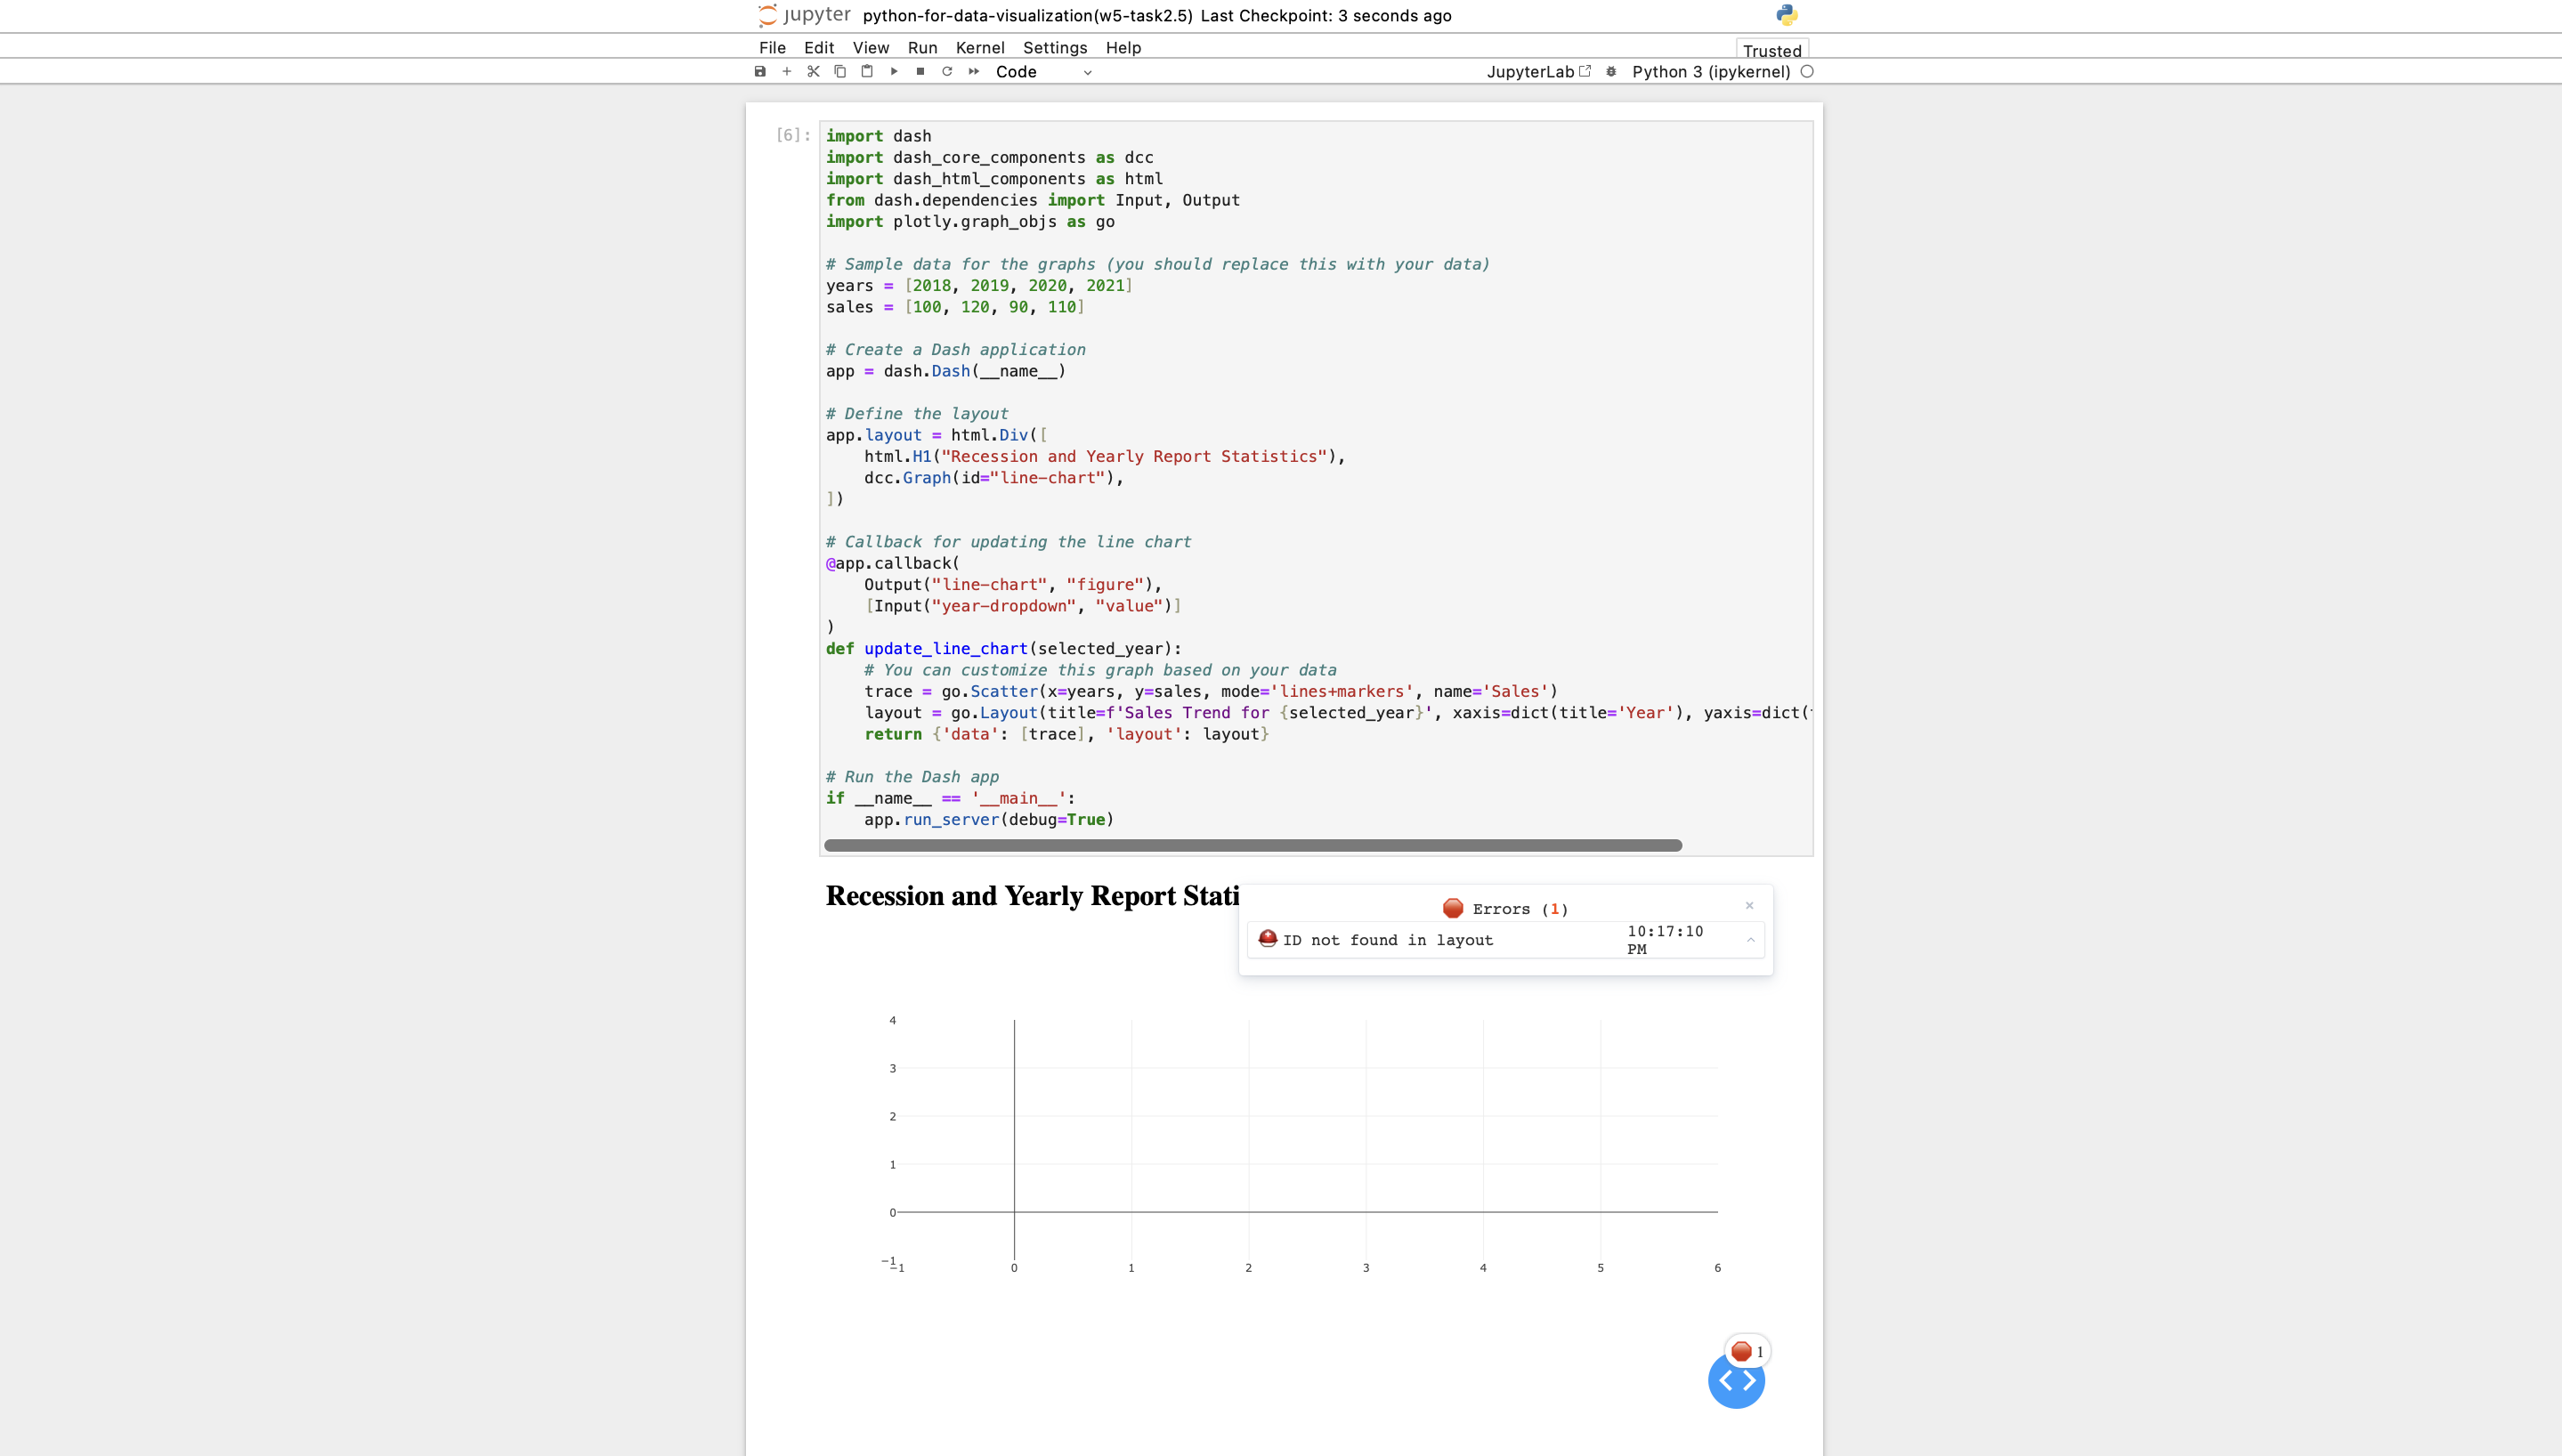 jupyter python-for-data-visualization(w5-task2.5) Last Checkpoint: 3 seconds ago
File Edit View Run Kernel Settings Help
Trusted
Code
JupyterLab
Python 3 (ipykernel)
[6]:
import dash
import dash_core_components as dcc
import dash_html_components as html
from dash.dependencies import Input, Output
import plotly.graph_objs as go
# Sample data for the graphs (you should replace this with your data)
years = [2018, 2019, 2020, 2021]
sales = [100, 120, 90, 110]
# Create a Dash application
app = dash.Dash(__name__)
# Define the layout
app.layout = html.Div([
    html.H1("Recession and Yearly Report Statistics"),
    dcc.Graph(id="line-chart"),
])
# Callback for updating the line chart
@app.callback(
    Output("line-chart", "figure"),
    [Input("year-dropdown", "value")]
)
def update_line_chart(selected_year):
    # You can customize this graph based on your data
    trace = go.Scatter(x=years, y=sales, mode='lines+markers', name='Sales')
    layout = go.Layout(title=f'Sales Trend for {selected_year}', xaxis=dict(title='Year'), yaxis=dict(
    return {'data': [trace], 'layout': layout}
# Run the Dash app
if __name__ == '__main__':
    app.run_server(debug=True)
Recession and Yearly Report Stati
Errors (1)
×
ID not found in layout
10:17:10
PM
4
3
2
1
0
−1
−1 0 1 2 3 4 5 6
1